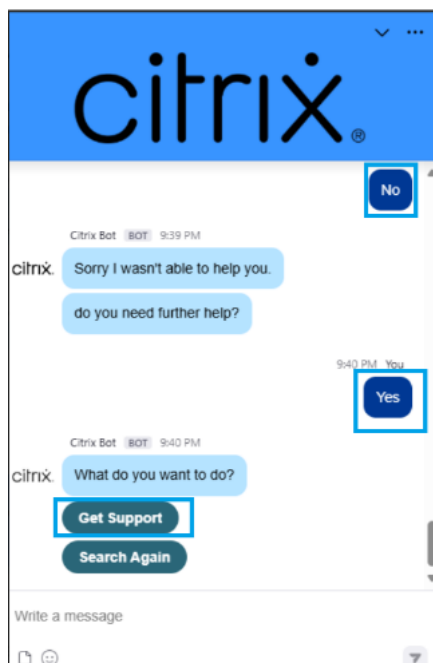 citrix®
No
Citrix Bot BOT 9:39 PM
citrix. Sorry I wasn't able to help you.
do you need further help?
9:40 PM You
Yes
Citrix Bot BOT 9:40 PM
citrix. What do you want to do?
Get Support
Search Again
Write a message